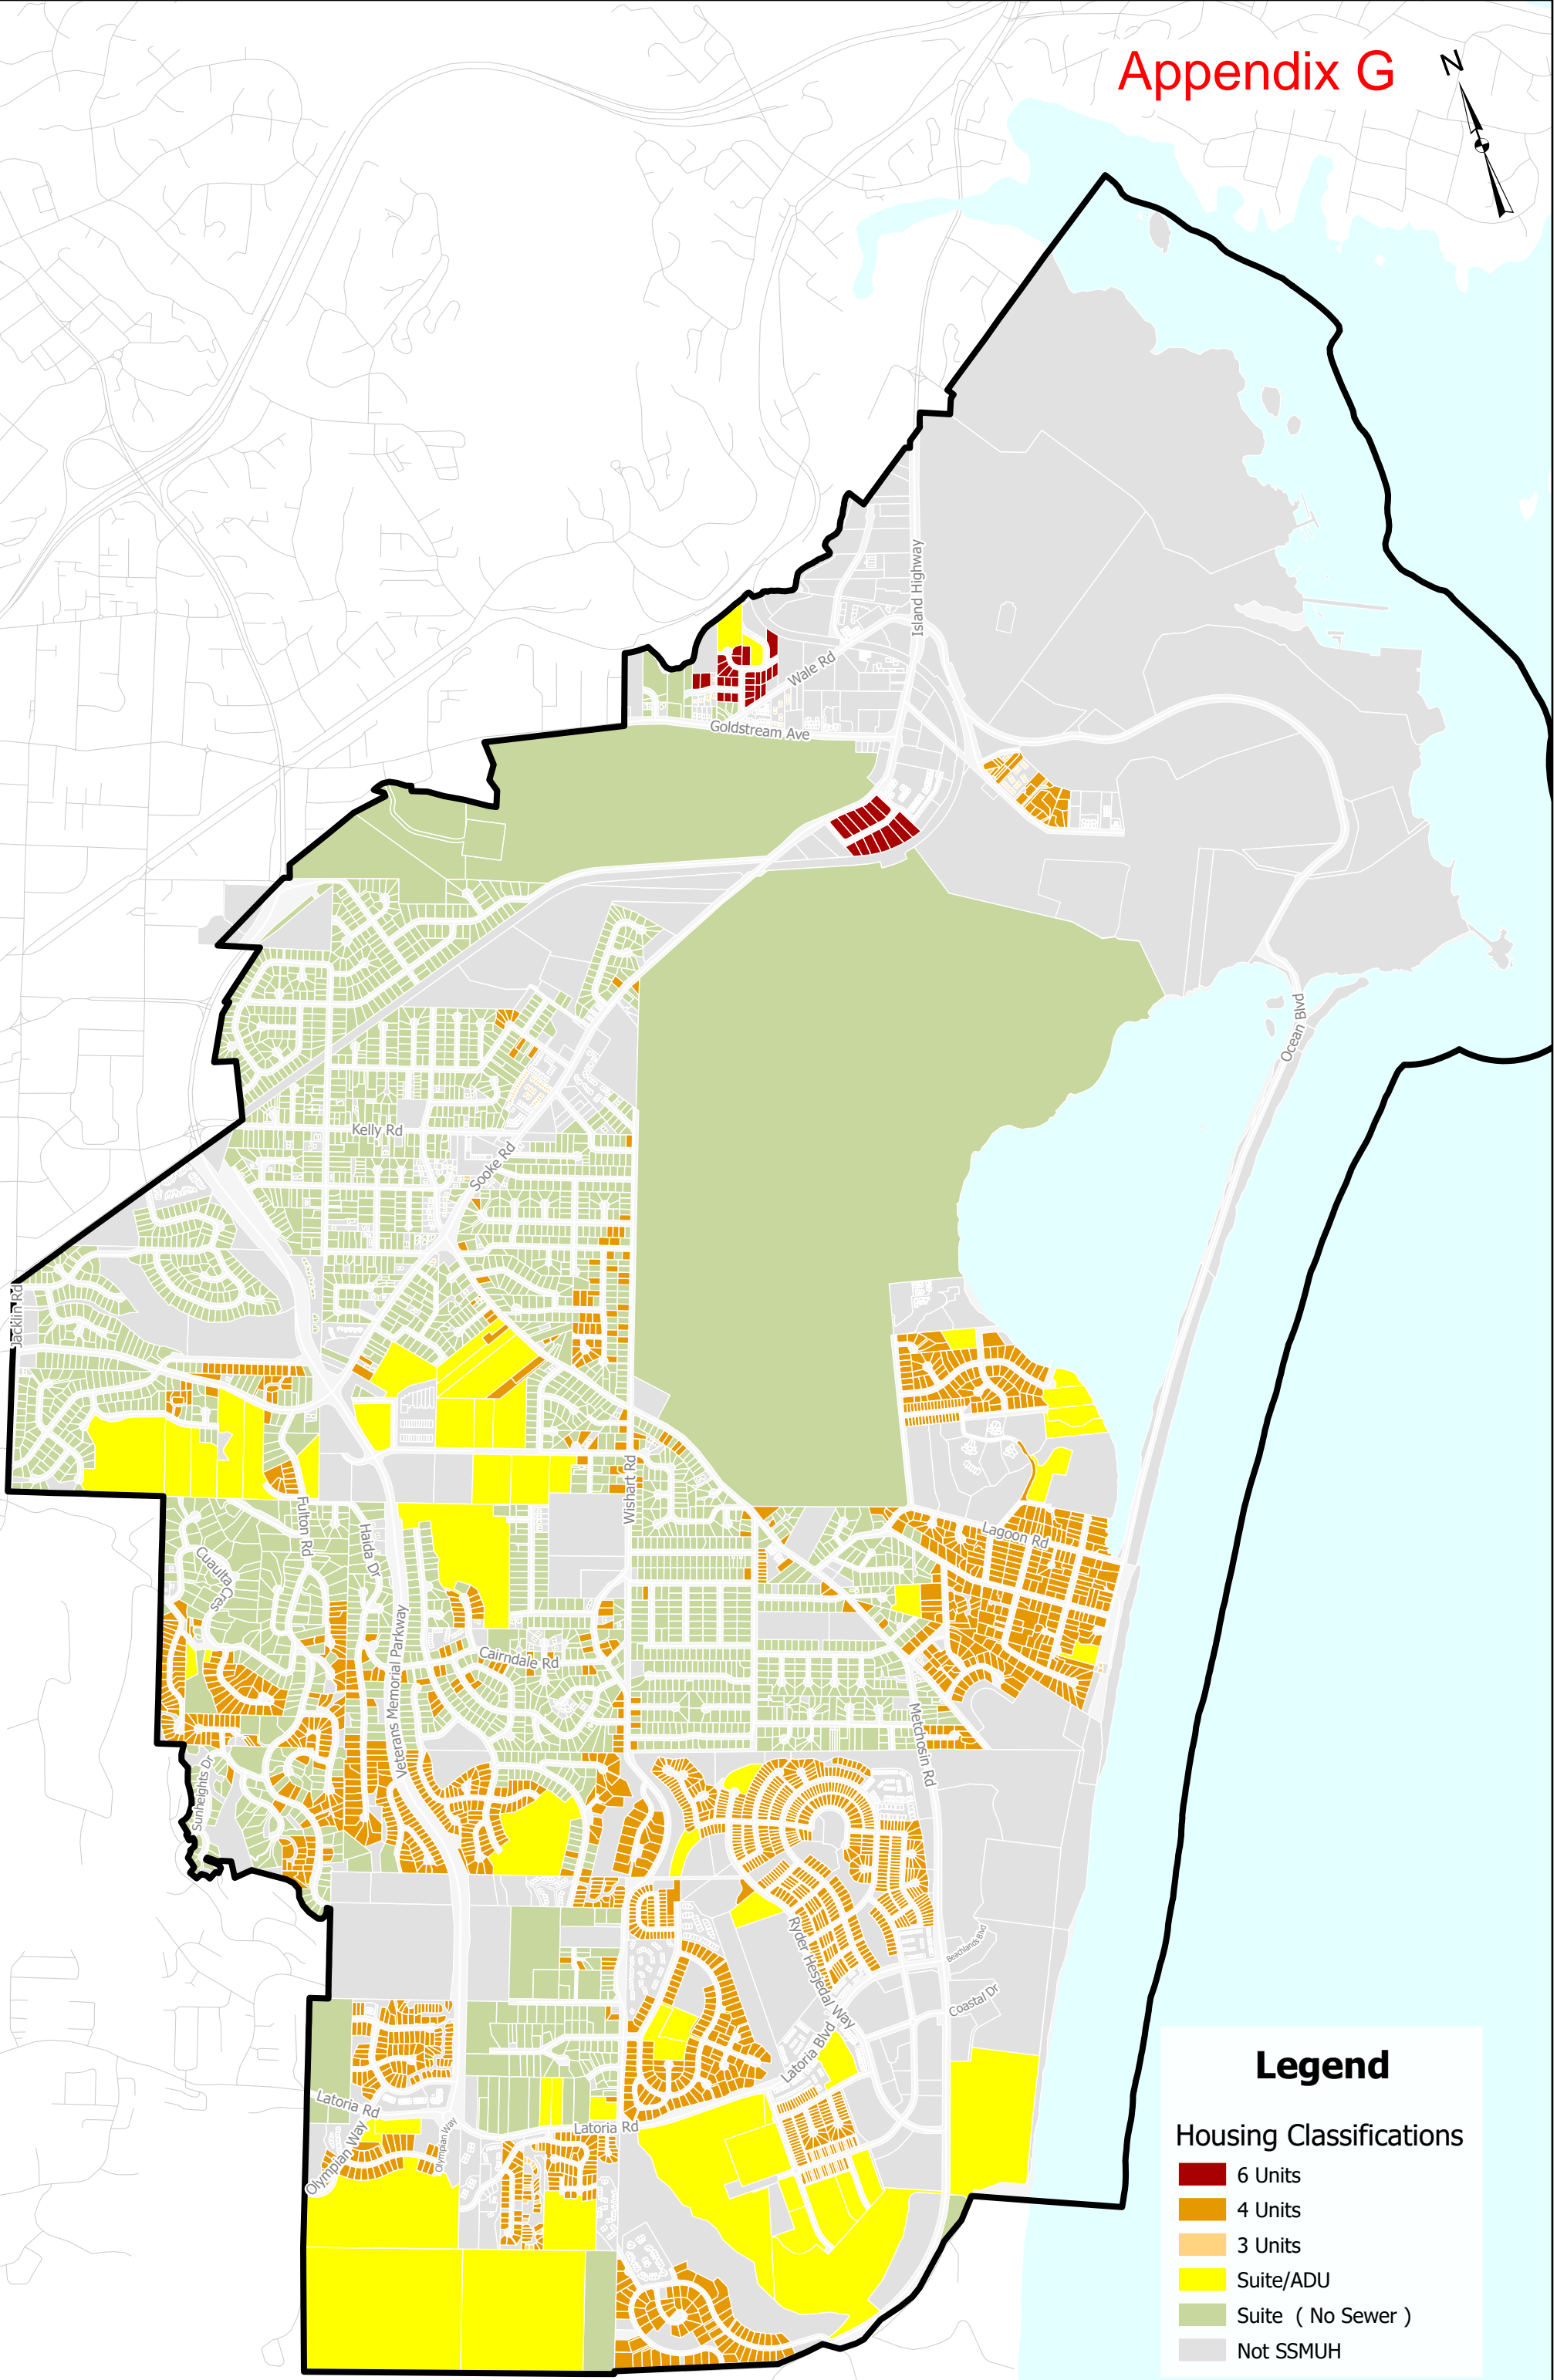 Appendix G
N
Island Highway
Wale Rd
Goldstream Ave
Ocean Blvd
Kelly Rd
Sooke Rd
Jacklin Rd
Wishart Rd
Fulton Rd
Haida Dr
Lagoon Rd
Cuaulta
Cres
Veterans Memorial Parkway
Cairndale Rd
Metchosin Rd
Sunheights Dr
Ryder Hesjedal Way
Beachlands Blvd
Coastal Dr
Latoria Blvd
Latoria Rd
Olympian Way
Olympian Way
Latoria Rd
Legend
Housing Classifications
6 Units
4 Units
3 Units
Suite/ADU
Suite ( No Sewer )
Not SSMUH